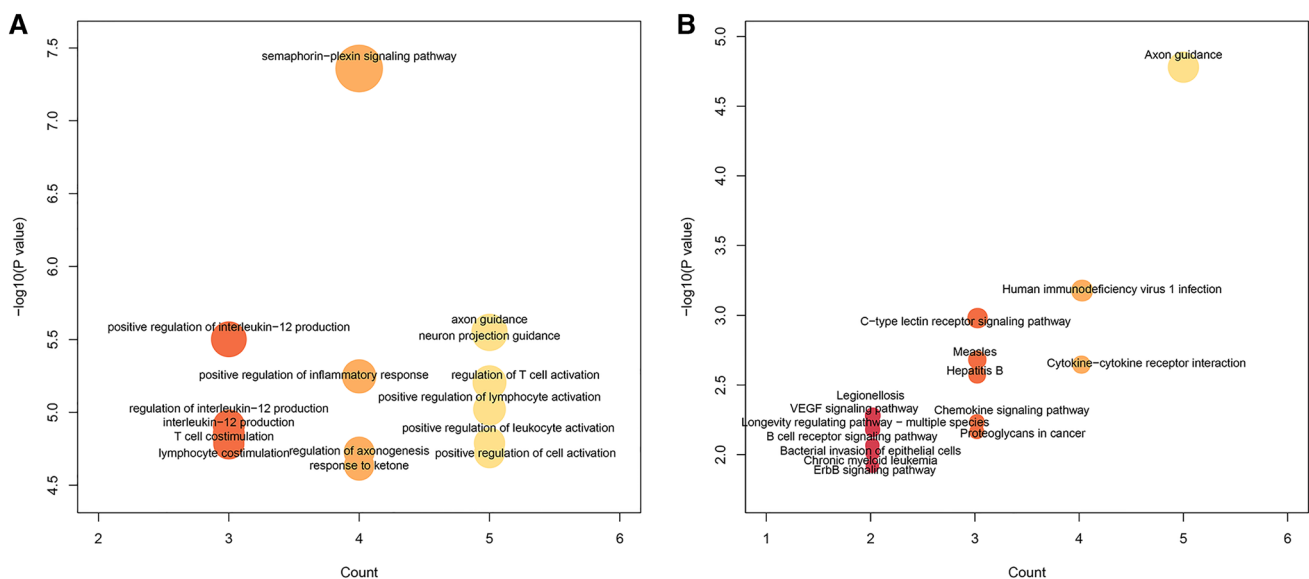 A
−log10(P value)
7.5
7.0
6.5
6.0
5.5
5.0
4.5
semaphorin−plexin signaling pathway
positive regulation of interleukin−12 production
axon guidance
neuron projection guidance
positive regulation of inflammatory response
regulation of T cell activation
positive regulation of lymphocyte activation
regulation of interleukin−12 production
interleukin−12 production
T cell costimulation
lymphocyte costimulation
positive regulation of leukocyte activation
regulation of axonogenesis
positive regulation of cell activation
response to ketone
2
3
4
5
6
Count
B
−log10(P value)
5.0
4.5
4.0
3.5
3.0
2.5
2.0
Axon guidance
Human immunodeficiency virus 1 infection
C−type lectin receptor signaling pathway
Measles
Hepatitis B
Cytokine−cytokine receptor interaction
Legionellosis
VEGF signaling pathway
Chemokine signaling pathway
Longevity regulating pathway − multiple species
Proteoglycans in cancer
B cell receptor signaling pathway
Bacterial invasion of epithelial cells
Chronic myeloid leukemia
ErbB signaling pathway
1
2
3
4
5
6
Count